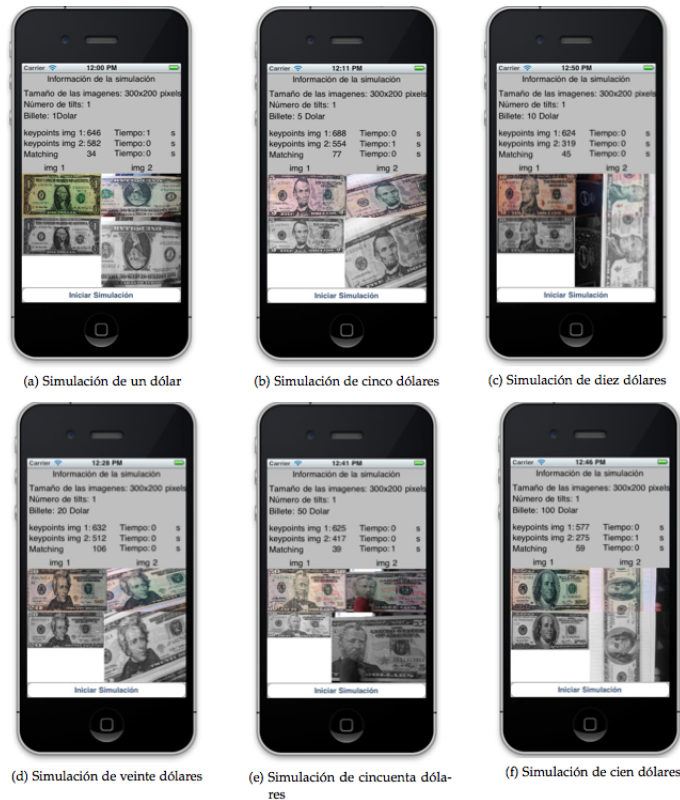 Carrier 12:00 PM
Información de la simulación
Tamaño de las imagenes: 300x200 pixels
Número de tilts: 1
Billete: 1Dolar
keypoints img 1:646 Tiempo:1 s
keypoints img 2:582 Tiempo:0 s
Matching 34 Tiempo:0 s
img 1 img 2
Iniciar Simulación
(a) Simulación de un dólar
Carrier 12:11 PM
Información de la simulación
Tamaño de las imagenes: 300x200 pixels
Número de tilts: 1
Billete: 5 Dolar
keypoints img 1:688 Tiempo:0 s
keypoints img 2:554 Tiempo:1 s
Matching 77 Tiempo:0 s
img 1 img 2
Iniciar Simulación
(b) Simulación de cinco dólares
Carrier 12:50 PM
Información de la simulación
Tamaño de las imagenes: 300x200 pixels
Número de tilts: 1
Billete: 10 Dolar
keypoints img 1:624 Tiempo:0 s
keypoints img 2:319 Tiempo:0 s
Matching 45 Tiempo:0 s
img 1 img 2
Iniciar Simulación
(c) Simulación de diez dólares
Carrier 12:28 PM
Información de la simulación
Tamaño de las imagenes: 300x200 pixels
Número de tilts: 1
Billete: 20 Dolar
keypoints img 1:632 Tiempo:0 s
keypoints img 2:512 Tiempo:0 s
Matching 106 Tiempo:0 s
img 1 img 2
Iniciar Simulación
(d) Simulación de veinte dólares
Carrier 12:41 PM
Información de la simulación
Tamaño de las imagenes: 300x200 pixels
Número de tilts: 1
Billete: 50 Dolar
keypoints img 1:625 Tiempo:0 s
keypoints img 2:417 Tiempo:0 s
Matching 39 Tiempo:1 s
img 1 img 2
Iniciar Simulación
(e) Simulación de cincuenta dóla-
res
Carrier 12:46 PM
Información de la simulación
Tamaño de las imagenes: 300x200 pixels
Número de tilts: 1
Billete: 100 Dolar
keypoints img 1:577 Tiempo:0 s
keypoints img 2:275 Tiempo:1 s
Matching 59 Tiempo:0 s
img 1 img 2
Iniciar Simulación
(f) Simulación de cien dólares